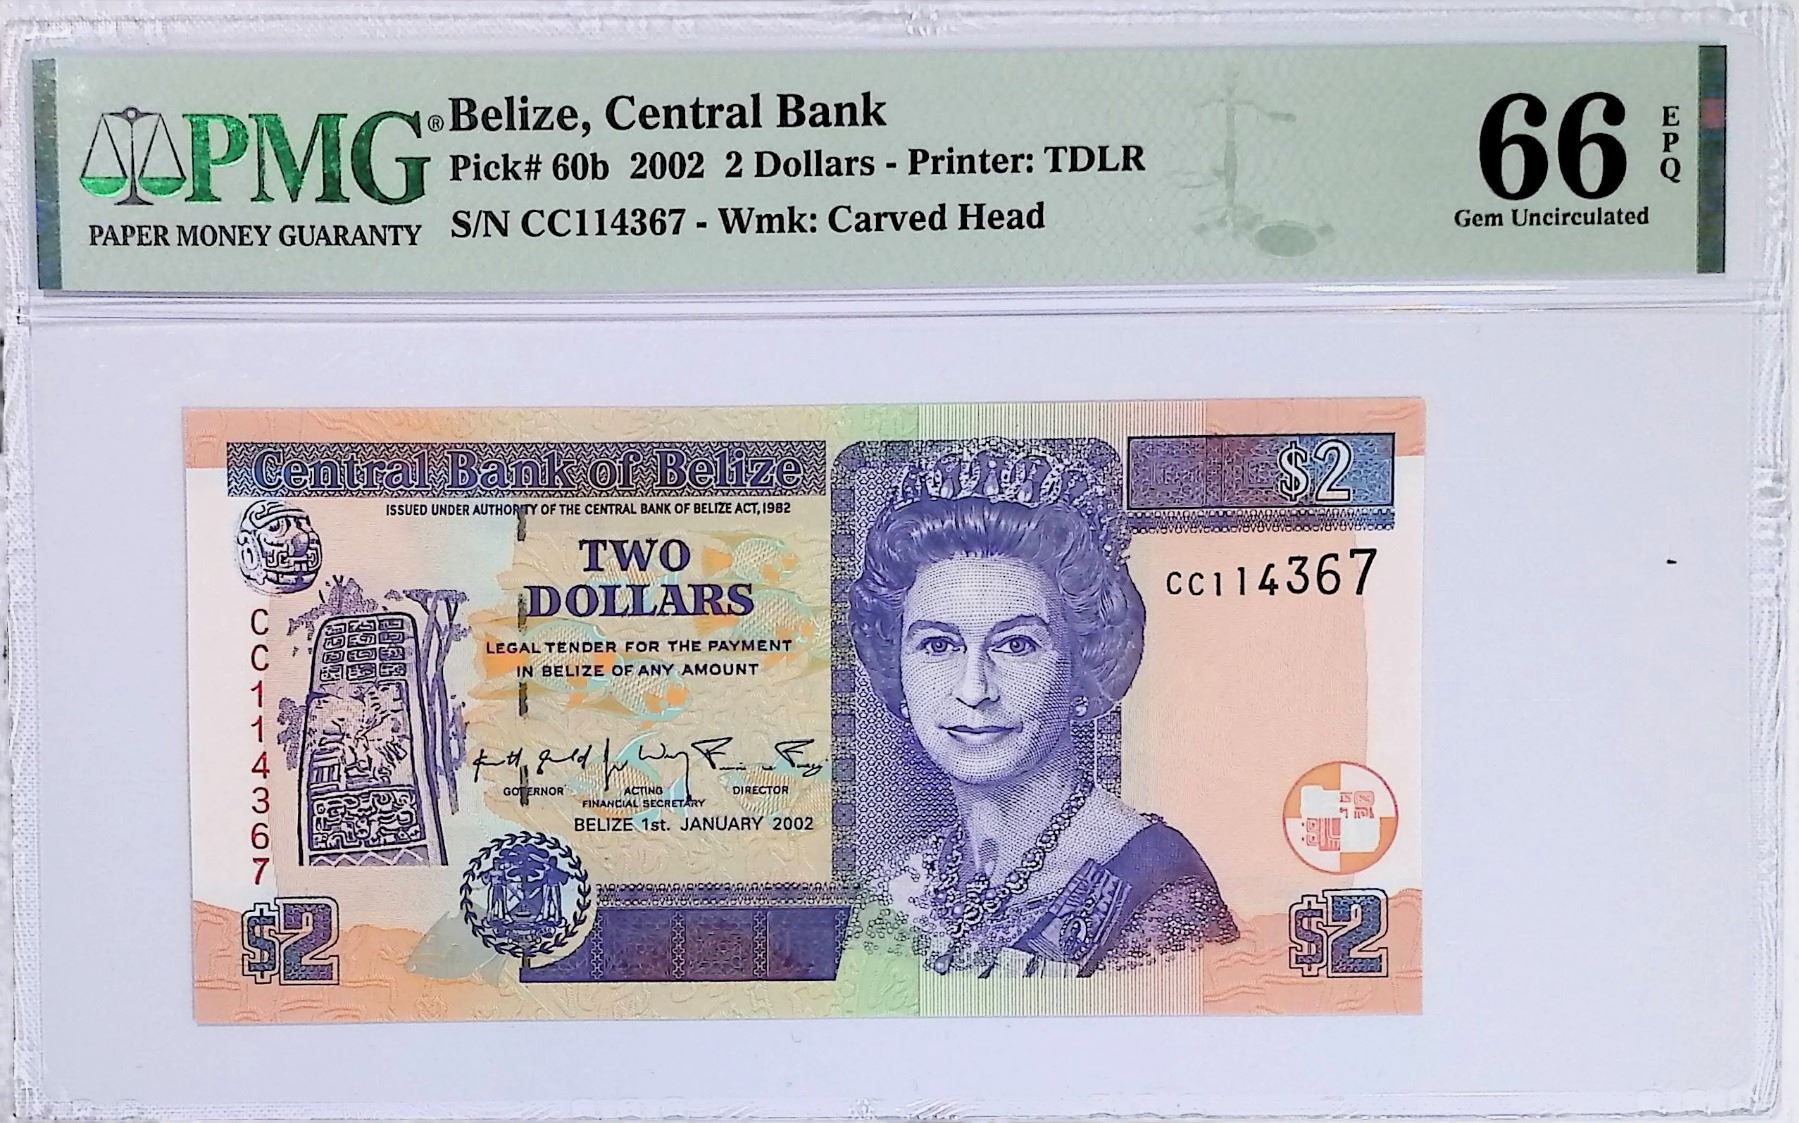 PMG®
PAPER MONEY GUARANTY
Belize, Central Bank
Pick# 60b 2002 2 Dollars - Printer: TDLR
S/N CC114367 - Wmk: Carved Head
66
EPQ
Gem Uncirculated
Central Bank of Belize
$2
ISSUED UNDER AUTHORITY OF THE CENTRAL BANK OF BELIZE ACT, 1982
TWO
DOLLARS
CC114367
LEGAL TENDER FOR THE PAYMENT
IN BELIZE OF ANY AMOUNT
CC114367
GOVERNOR
ACTING
FINANCIAL SECRETARY
DIRECTOR
BELIZE 1st. JANUARY 2002
$2
$2